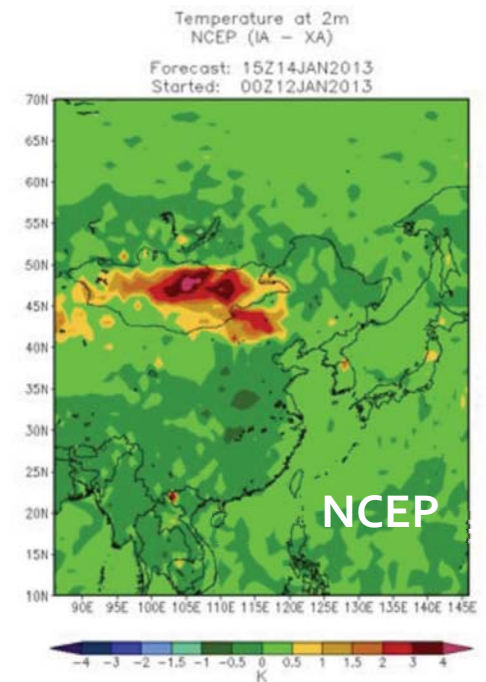 Temperature at 2m
NCEP (IA – XA)
Forecast: 15Z14JAN2013
Started: 00Z12JAN2013
70N
65N
60N
55N
50N
45N
40N
35N
30N
25N
20N
15N
10N
NCEP
90E 95E 100E 105E 110E 115E 120E 125E 130E 135E 140E 145E
-4 -3 -2 -1.5 -1 -0.5 0 0.5 1 1.5 2 3 4
K